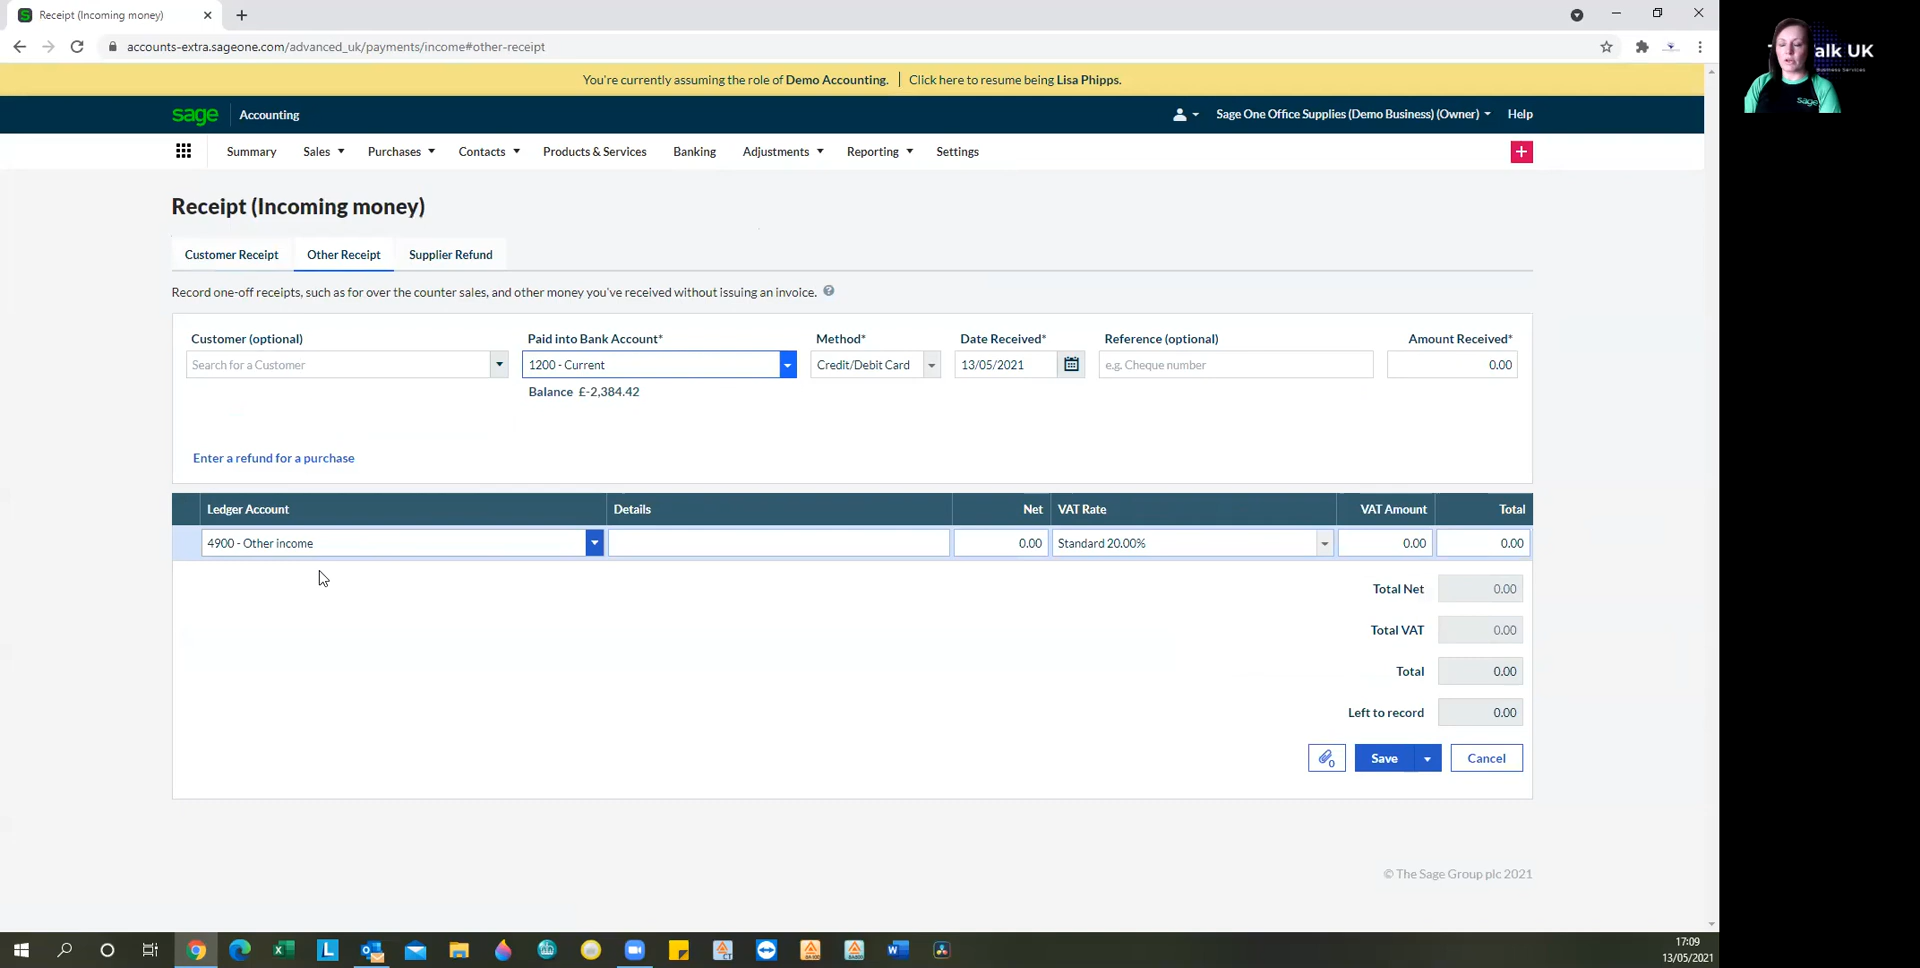 Receipt (Incoming money)
accounts-extra.sageone.com/advanced_uk/payments/income#other-receipt
You're currently assuming the role of Demo Accounting. | Click here to resume being Lisa Phipps.
sage Accounting
Sage One Office Supplies (Demo Business) (Owner) Help
Summary Sales Purchases Contacts Products & Services Banking Adjustments Reporting Settings
Receipt (Incoming money)
Customer Receipt Other Receipt Supplier Refund
Record one-off receipts, such as for over the counter sales, and other money you've received without issuing an invoice.
Customer (optional) Paid into Bank Account* Method* Date Received* Reference (optional) Amount Received*
Search for a Customer 1200 - Current Credit/Debit Card 13/05/2021 e.g. Cheque number 0.00
Balance £-2,384.42
Enter a refund for a purchase
Ledger Account Details Net VAT Rate VAT Amount Total
4900 - Other income 0.00 Standard 20.00% 0.00 0.00
Total Net 0.00
Total VAT 0.00
Total 0.00
Left to record 0.00
0 Save Cancel
© The Sage Group plc 2021
17:09
13/05/2021
alk UK
Business Services
sage